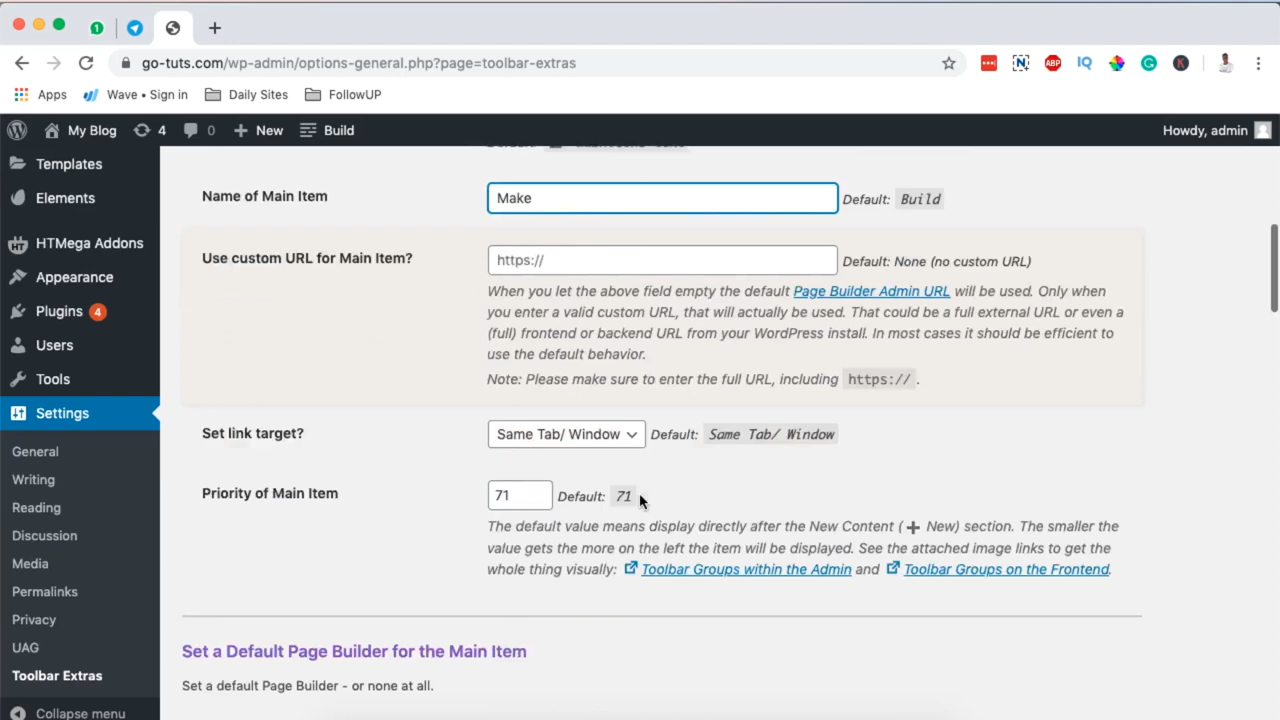 1
go-tuts.com/wp-admin/options-general.php?page=toolbar-extras
ABP IQ K
Apps Wave • Sign in Daily Sites FollowUP
My Blog 4 0 New Build Howdy, admin
Templates
Elements
HTMega Addons
Appearance
Plugins 4
Users
Tools
Settings
General
Writing
Reading
Discussion
Media
Permalinks
Privacy
UAG
Toolbar Extras
Collapse menu
Name of Main Item Make Default: Build
Use custom URL for Main Item? https:// Default: None (no custom URL)
When you let the above field empty the default Page Builder Admin URL will be used. Only when
you enter a valid custom URL, that will actually be used. That could be a full external URL or even a
(full) frontend or backend URL from your WordPress install. In most cases it should be efficient to
use the default behavior.
Note: Please make sure to enter the full URL, including https:// .
Set link target? Same Tab/ Window Default: Same Tab/ Window
Priority of Main Item 71 Default: 71
The default value means display directly after the New Content ( + New) section. The smaller the
value gets the more on the left the item will be displayed. See the attached image links to get the
whole thing visually: Toolbar Groups within the Admin and Toolbar Groups on the Frontend.
Set a Default Page Builder for the Main Item
Set a default Page Builder - or none at all.